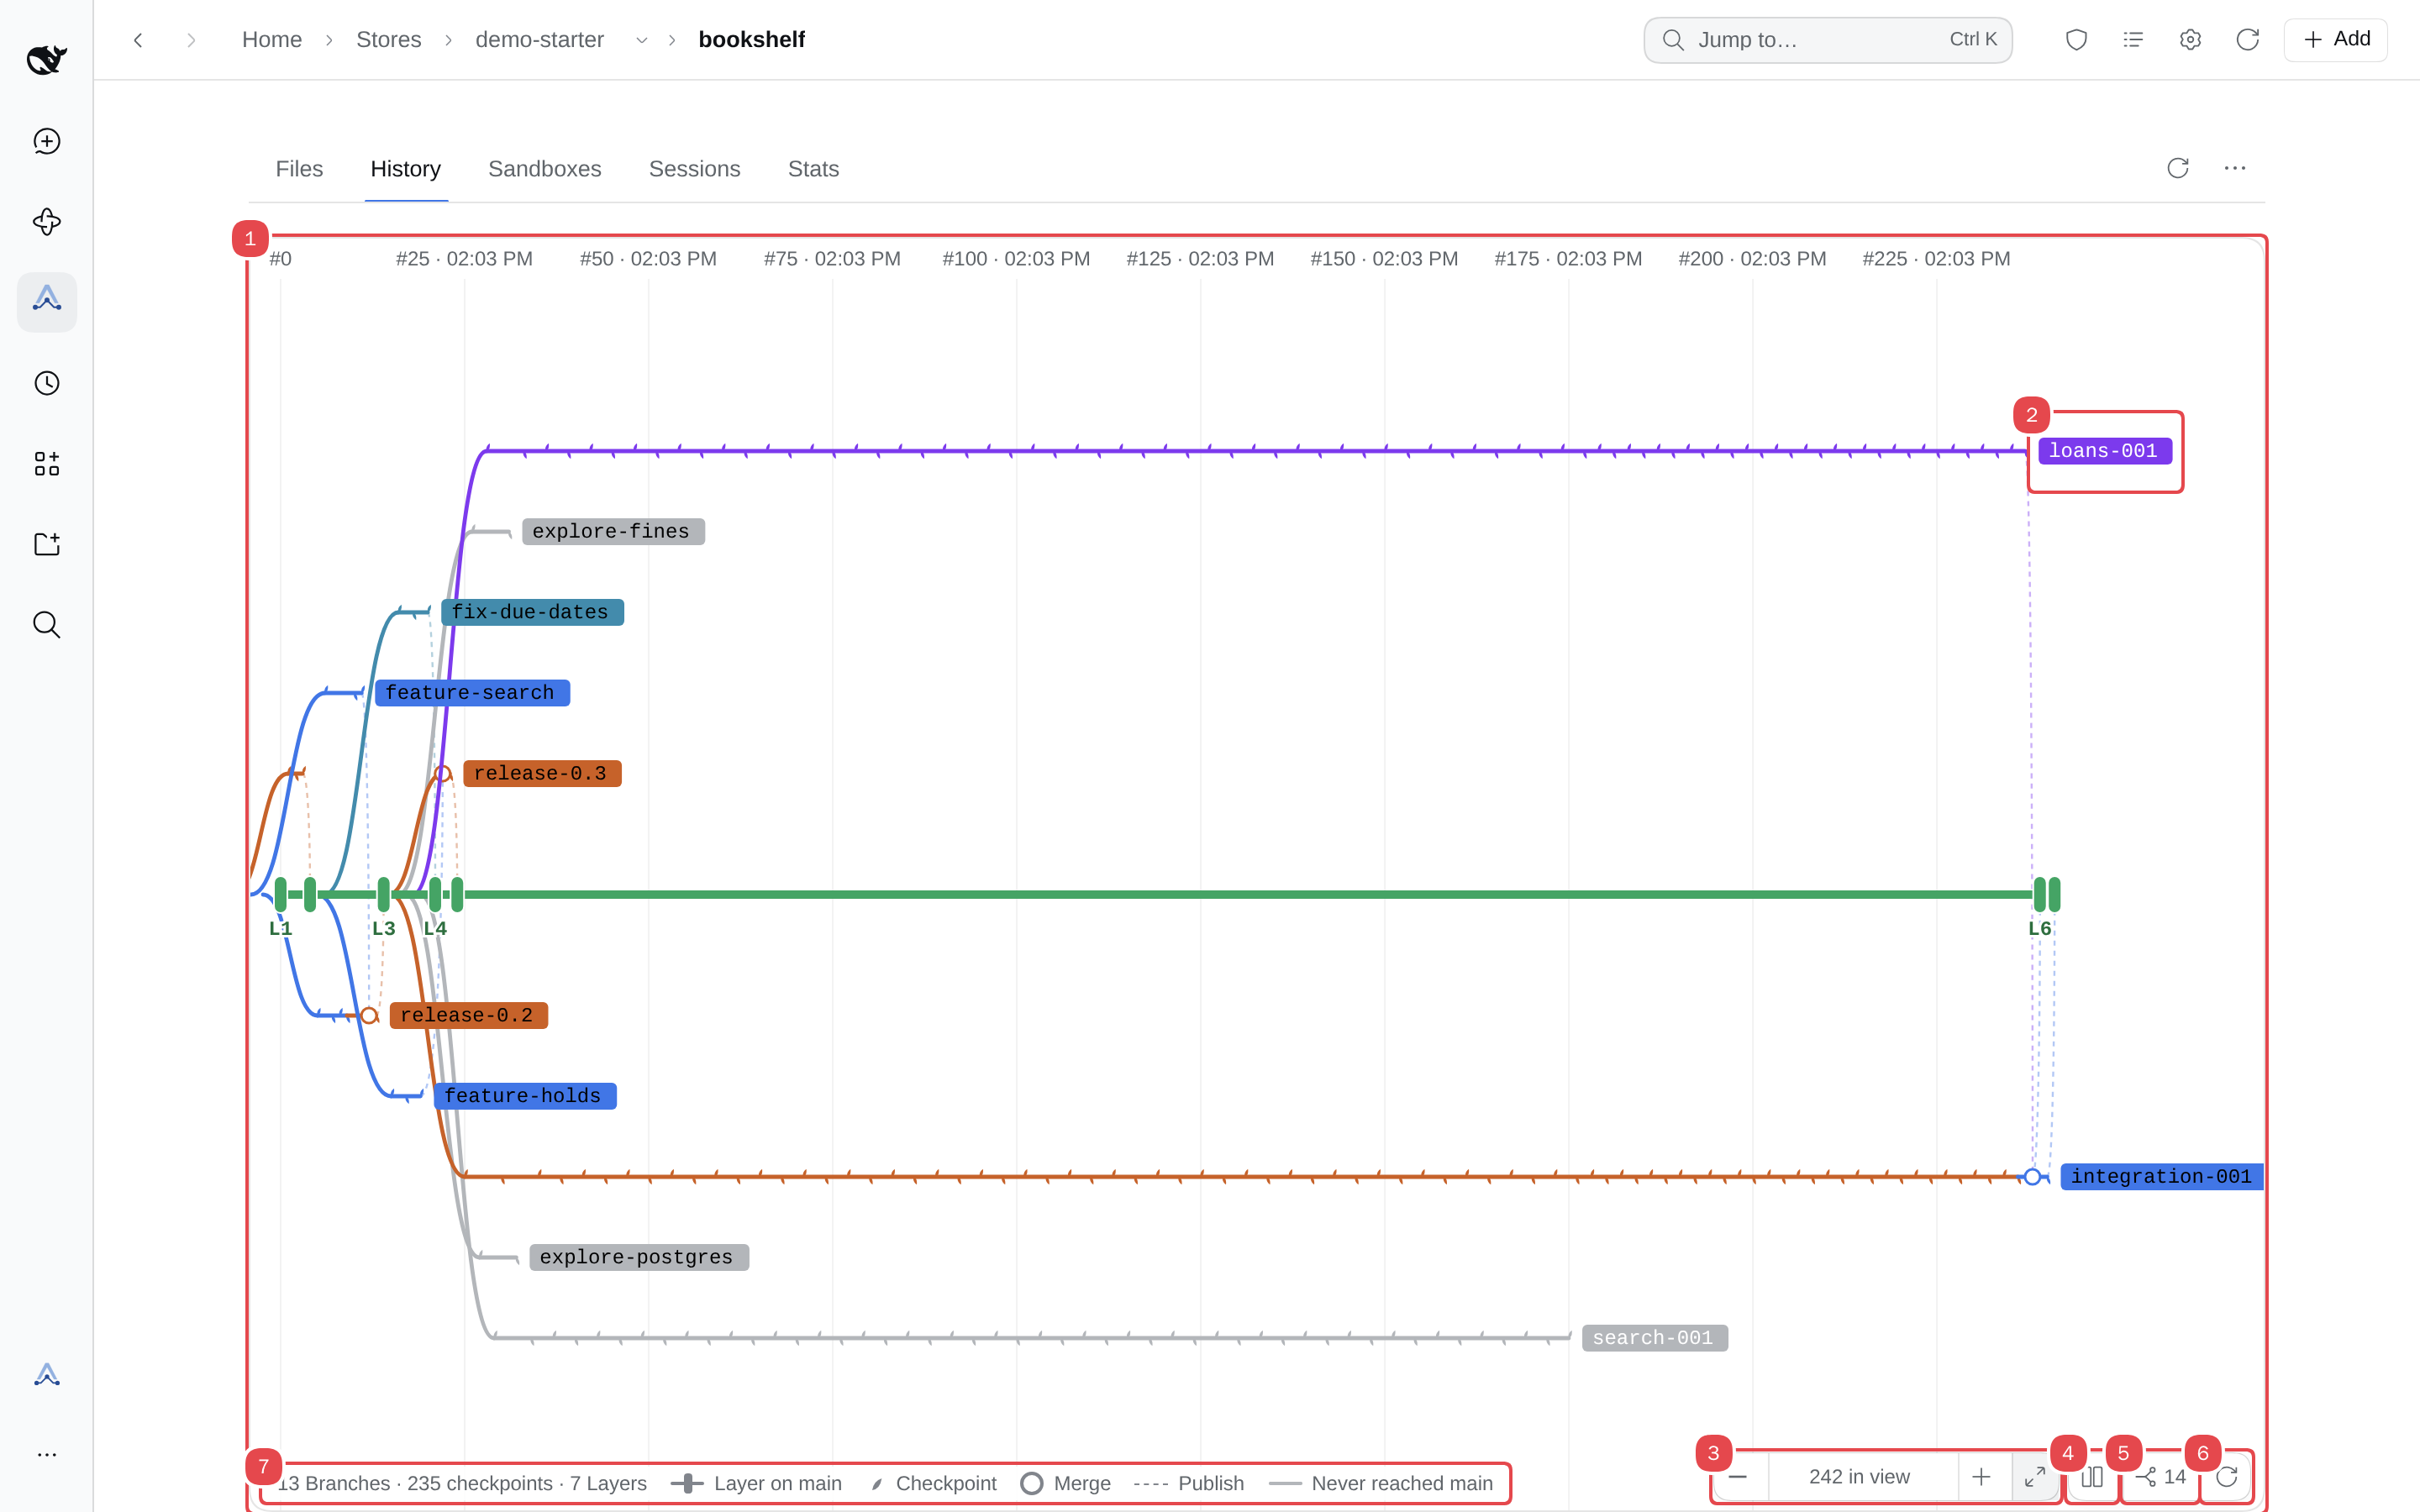 Home > Stores > demo-starter > bookshelf
Jump to… Ctrl K
Add
Files History Sandboxes Sessions Stats
1
#0 #25 · 02:03 PM #50 · 02:03 PM #75 · 02:03 PM #100 · 02:03 PM #125 · 02:03 PM #150 · 02:03 PM #175 · 02:03 PM #200 · 02:03 PM #225 · 02:03 PM
2
loans-001
explore-fines
fix-due-dates
feature-search
release-0.3
L1 L3 L4 L6
release-0.2
feature-holds
integration-001
explore-postgres
search-001
3 4 5 6
7
13 Branches · 235 checkpoints · 7 Layers Layer on main Checkpoint Merge Publish Never reached main
242 in view 14